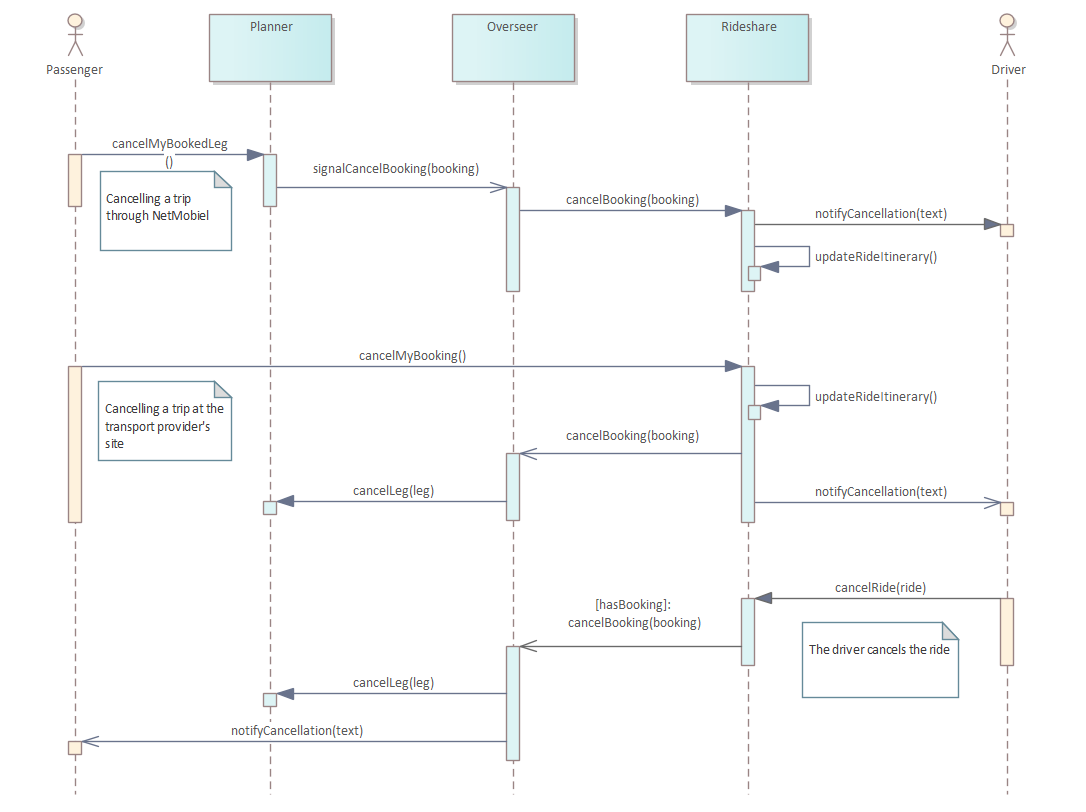 Planner
Overseer
Rideshare
Passenger
Driver
cancelMyBookedLeg
()
signalCancelBooking(booking)
Cancelling a trip
through NetMobiel
cancelBooking(booking)
notifyCancellation(text)
updateRideItinerary()
cancelMyBooking()
Cancelling a trip at the
transport provider's
site
updateRideItinerary()
cancelBooking(booking)
cancelLeg(leg)
notifyCancellation(text)
cancelRide(ride)
[hasBooking]:
cancelBooking(booking)
The driver cancels the ride
cancelLeg(leg)
notifyCancellation(text)